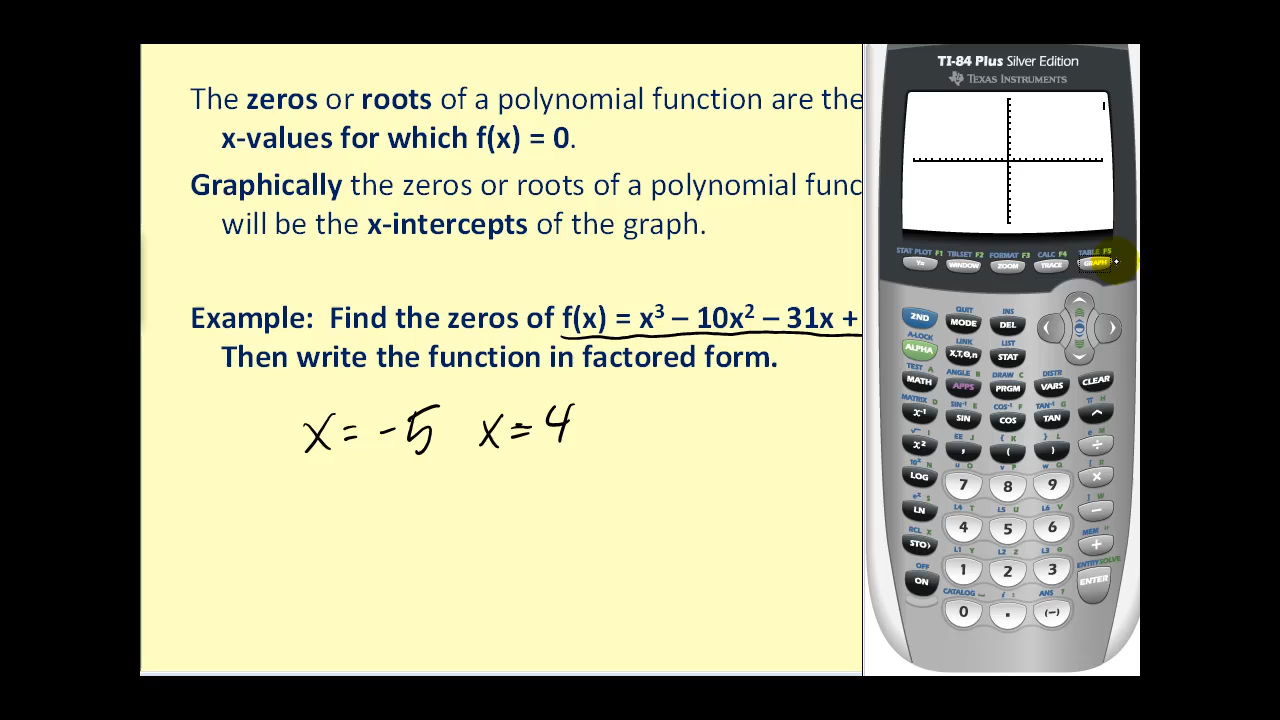 The zeros or roots of a polynomial function are the
x-values for which f(x) = 0.
Graphically the zeros or roots of a polynomial func
will be the x-intercepts of the graph.
Example: Find the zeros of f(x) = x³ – 10x² – 31x +
Then write the function in factored form.
x = -5 x = 4
TI-84 Plus Silver Edition
TEXAS INSTRUMENTS
STAT PLOT F1 TBLSET F2 FORMAT F3 CALC F4 TABLE F5
Y= WINDOW ZOOM TRACE GRAPH
QUIT INS
2ND MODE DEL
A-LOCK LINK LIST
ALPHA X,T,Θ,n STAT
TEST A ANGLE B DRAW C DISTR
MATH APPS PRGM VARS CLEAR
MATRIX D SIN⁻¹ E COS⁻¹ F TAN⁻¹ G π H
x⁻¹ SIN COS TAN ^
√ I EE J { K } L e M
x² , ( ) ÷
10ˣ N u O v P w Q [ R
LOG 7 8 9 ×
eˣ S L4 T L5 U L6 V ] W
LN 4 5 6 −
RCL X L1 Y L2 Z L3 θ MEM "
STO› 1 2 3 +
OFF CATALOG i : ANS ? ENTRY SOLVE
ON 0 . (−) ENTER